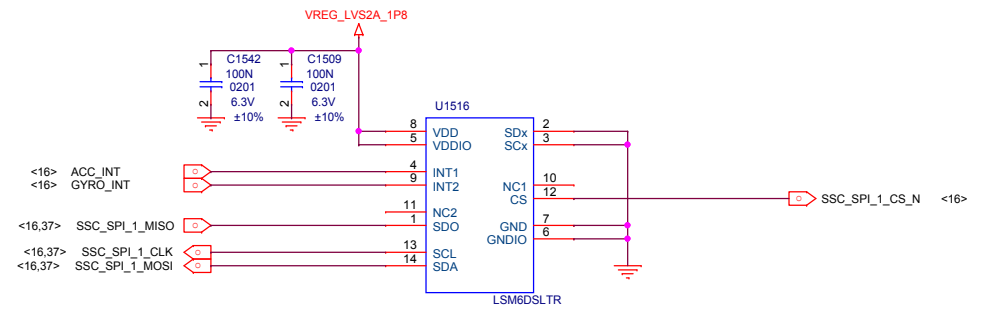 VREG_LVS2A_1P8
1 C1542 1 C1509
100N 100N
0201 0201
2 6.3V 2 6.3V
±10% ±10%
U1516
8 VDD SDx 2
5 VDDIO SCx 3
<16> ACC_INT 4 INT1
<16> GYRO_INT 9 INT2 NC1 10
CS 12 SSC_SPI_1_CS_N <16>
11 NC2
<16,37> SSC_SPI_1_MISO 1 SDO GND 7
GNDIO 6
<16,37> SSC_SPI_1_CLK 13 SCL
<16,37> SSC_SPI_1_MOSI 14 SDA
LSM6DSLTR